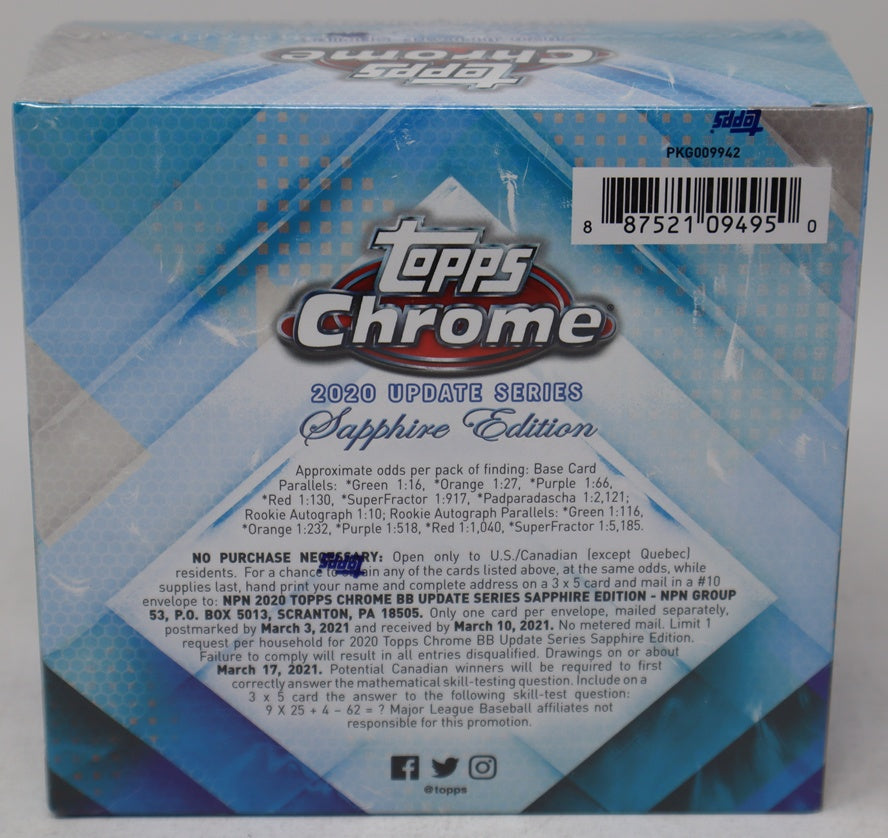 Topps
Chrome
Topps
PKG009942
8 87521 09495 0
Topps
Chrome®
2020 UPDATE SERIES
Sapphire Edition
Approximate odds per pack of finding: Base Card
Parallels: *Green 1:16, *Orange 1:27, *Purple 1:66,
*Red 1:130, *SuperFractor 1:917, *Padparadascha 1:2,121;
Rookie Autograph 1:10; Rookie Autograph Parallels: *Green 1:116,
*Orange 1:232, *Purple 1:518, *Red 1:1,040, *SuperFractor 1:5,185.
NO PURCHASE NECESSARY: Open only to U.S./Canadian (except Quebec)
residents. For a chance to obtain any of the cards listed above, at the same odds, while
supplies last, hand print your name and complete address on a 3 x 5 card and mail in a #10
envelope to: NPN 2020 TOPPS CHROME BB UPDATE SERIES SAPPHIRE EDITION - NPN GROUP
53, P.O. BOX 5013, SCRANTON, PA 18505. Only one card per envelope, mailed separately,
postmarked by March 3, 2021 and received by March 10, 2021. No metered mail. Limit 1
request per household for 2020 Topps Chrome BB Update Series Sapphire Edition.
Failure to comply will result in all entries disqualified. Drawings on or about
March 17, 2021. Potential Canadian winners will be required to first
correctly answer the mathematical skill-testing question. Include on a
3 x 5 card the answer to the following skill-test question:
9 X 25 + 4 – 62 = ? Major League Baseball affiliates not
responsible for this promotion.
Topps
@topps